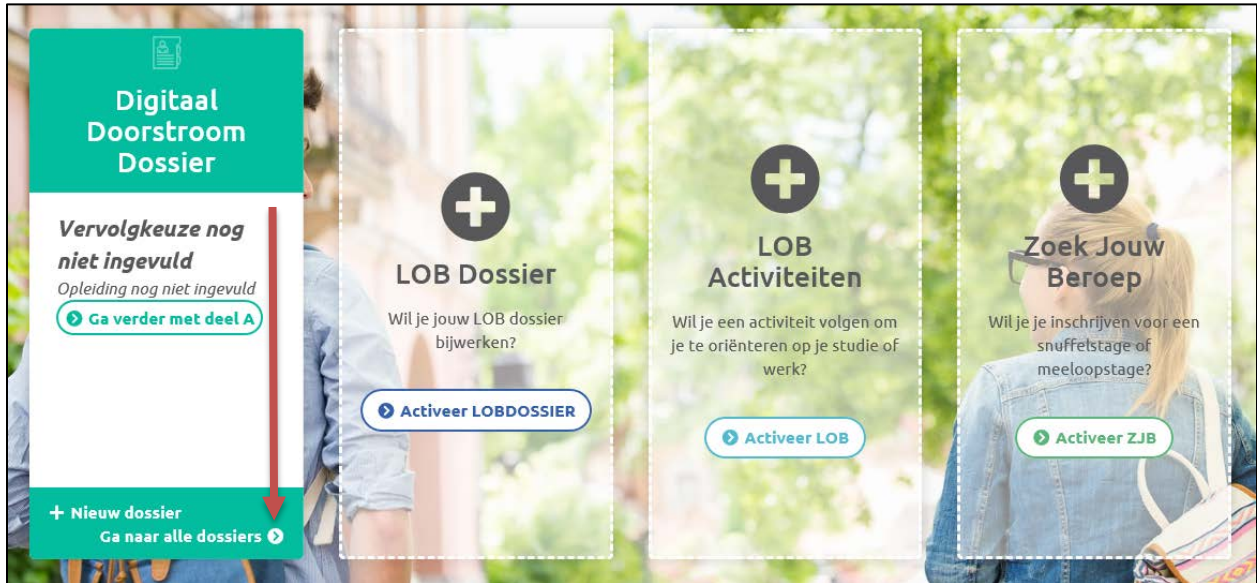 Digitaal
Doorstroom
Dossier
Vervolgkeuze nog
niet ingevuld
Opleiding nog niet ingevuld
Ga verder met deel A
+ Nieuw dossier
Ga naar alle dossiers
LOB Dossier
Wil je jouw LOB dossier
bijwerken?
Activeer LOBDOSSIER
LOB
Activiteiten
Wil je een activiteit volgen om
je te oriënteren op je studie of
werk?
Activeer LOB
Zoek Jouw
Beroep
Wil je je inschrijven voor een
snuffelstage of
meeloopstage?
Activeer ZJB